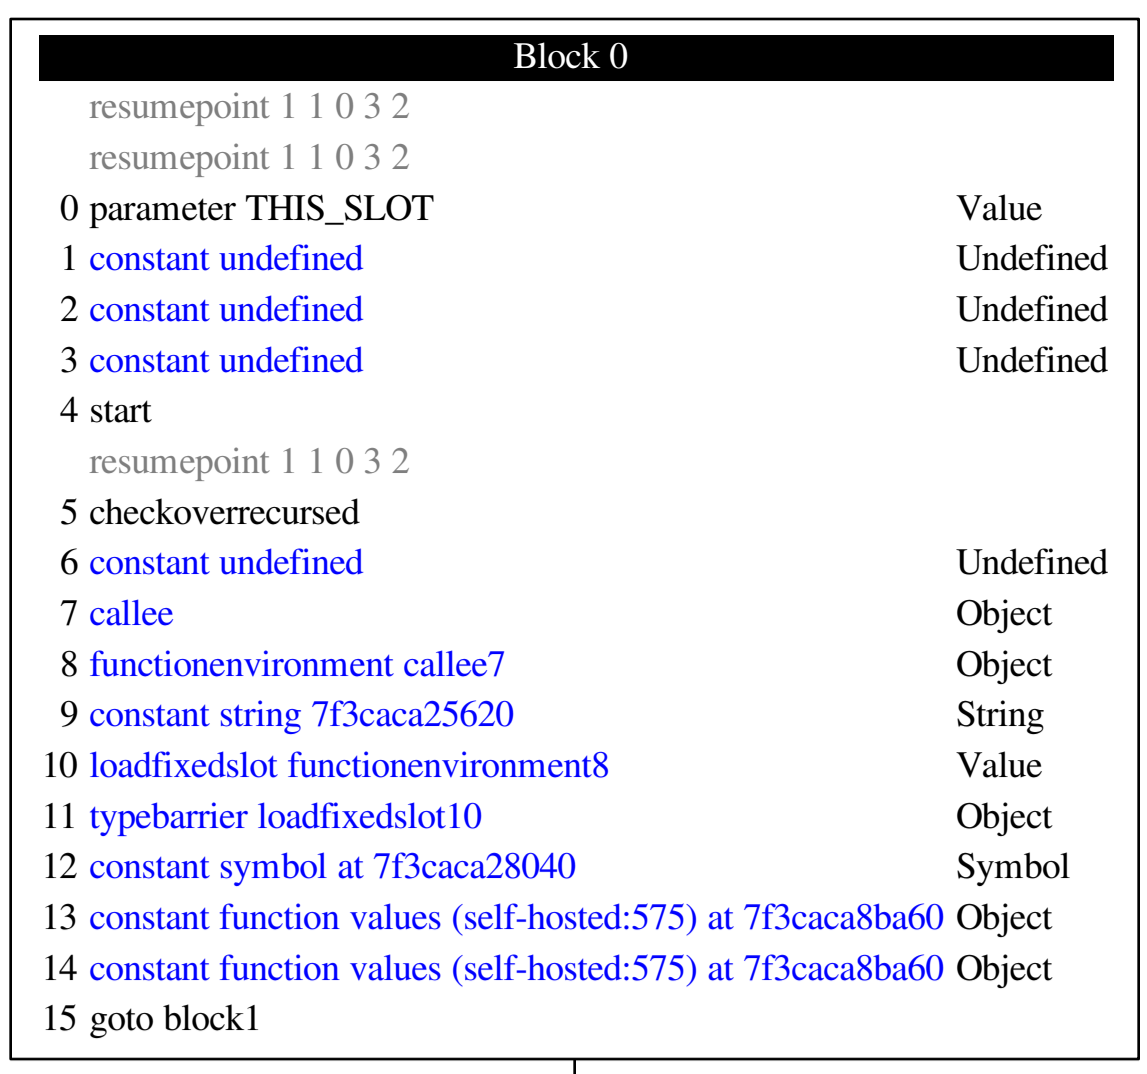 Block 0
resumepoint 1 1 0 3 2
resumepoint 1 1 0 3 2
0 parameter THIS_SLOT Value
1 constant undefined Undefined
2 constant undefined Undefined
3 constant undefined Undefined
4 start
resumepoint 1 1 0 3 2
5 checkoverrecursed
6 constant undefined Undefined
7 callee Object
8 functionenvironment callee7 Object
9 constant string 7f3caca25620 String
10 loadfixedslot functionenvironment8 Value
11 typebarrier loadfixedslot10 Object
12 constant symbol at 7f3caca28040 Symbol
13 constant function values (self-hosted:575) at 7f3caca8ba60 Object
14 constant function values (self-hosted:575) at 7f3caca8ba60 Object
15 goto block1